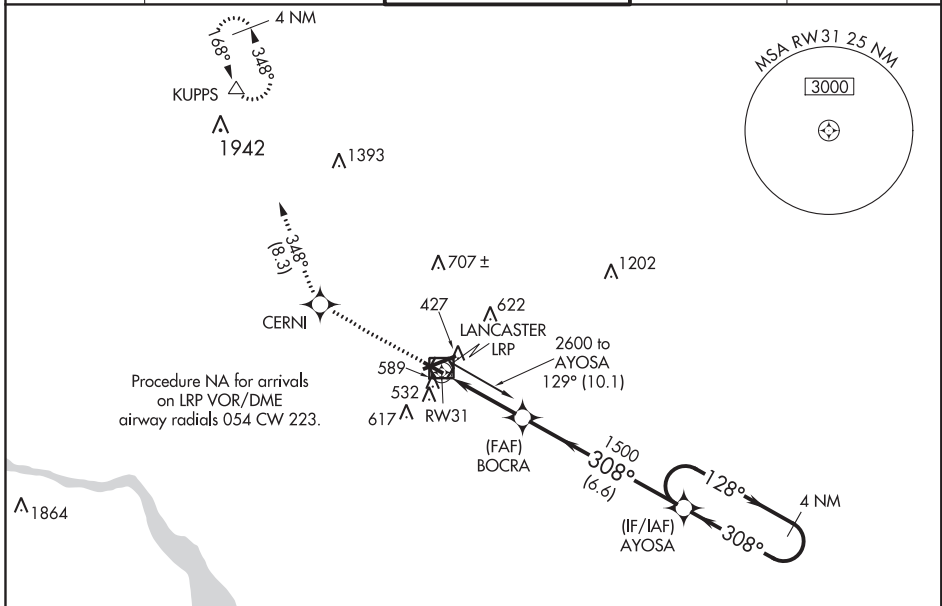 4 NM
168°
348°
KUPPS
1942
1393
MSA RW31 25 NM
3000
348°
(8.3)
707 ±
1202
CERNI
427
622
LANCASTER
LRP
2600 to
AYOSA
129° (10.1)
589
532
617
RW31
Procedure NA for arrivals
on LRP VOR/DME
airway radials 054 CW 223.
(FAF)
BOCRA
1500
308°
(6.6)
128°
4 NM
308°
(IF/IAF)
AYOSA
1864